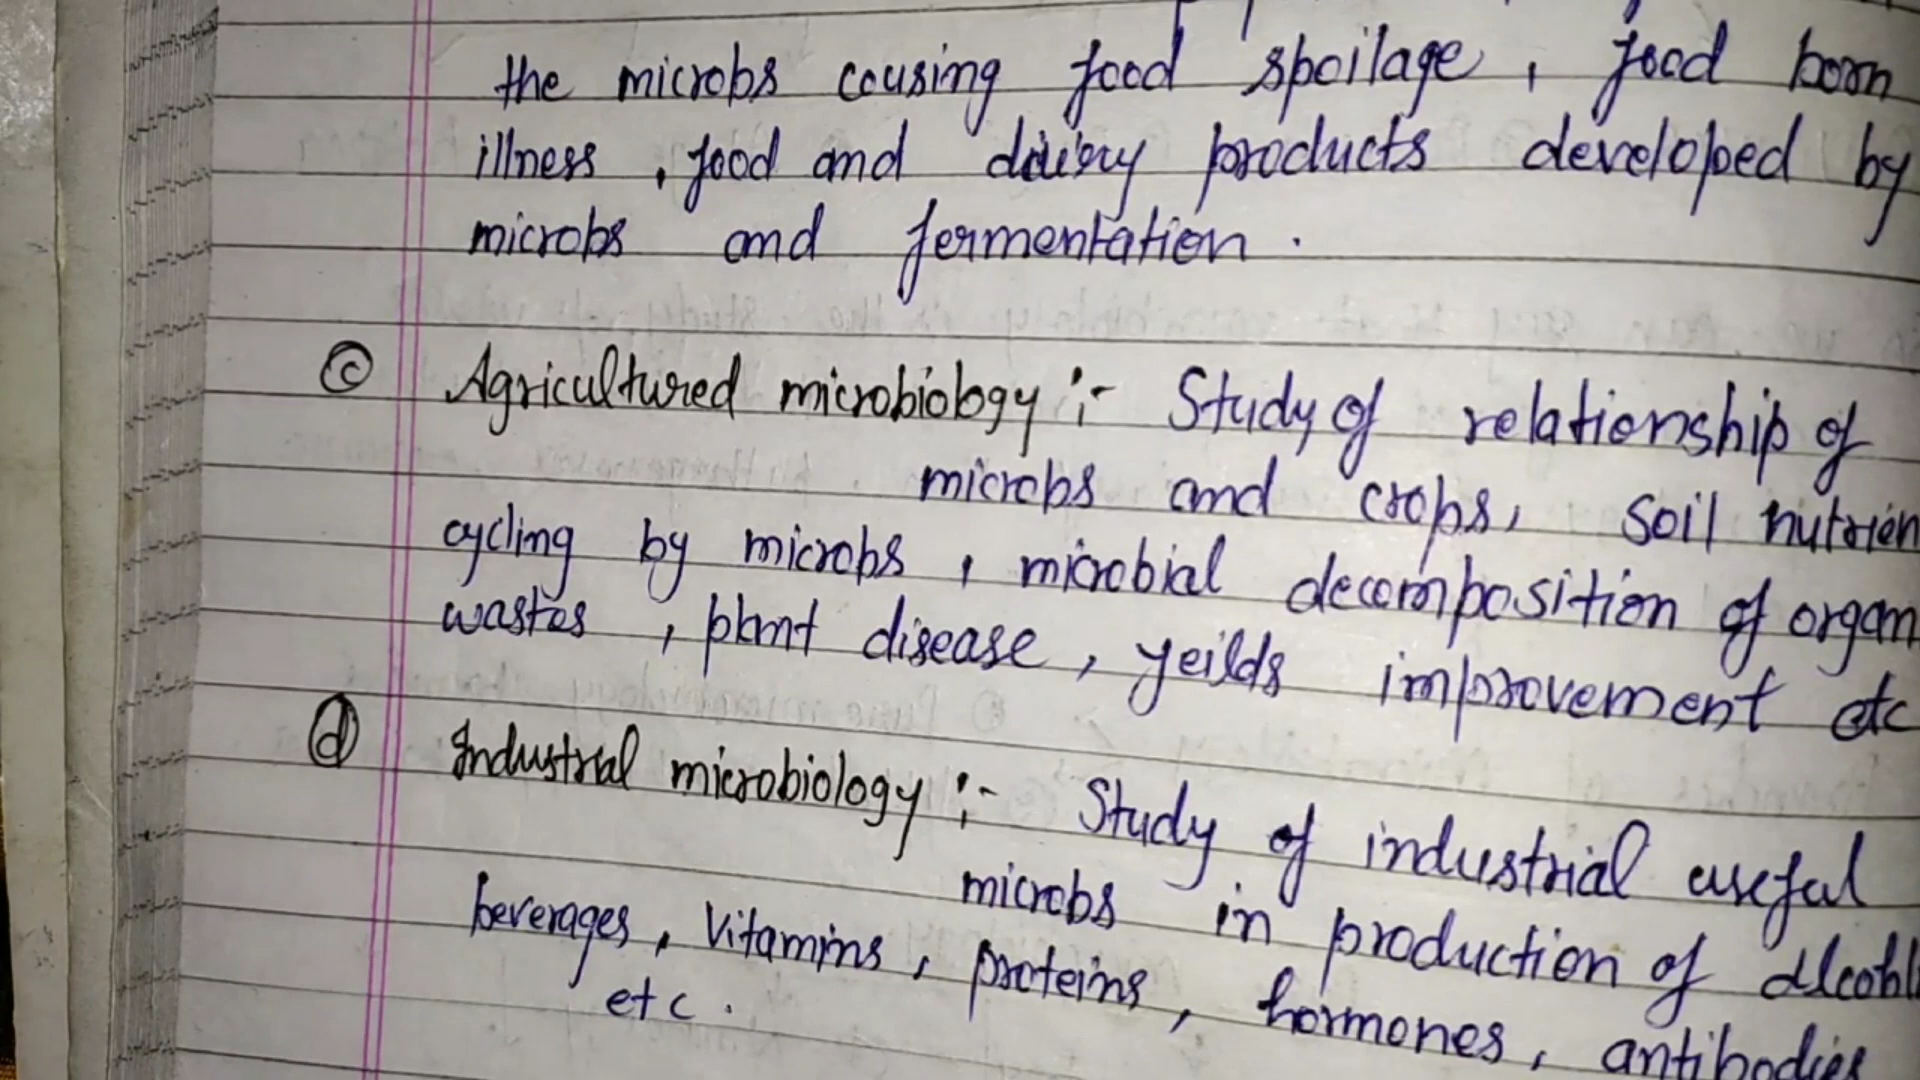 the microbs cousing food spoilage, food born
illness, food and dairy products developed by
microbs and fermentation.
c Agricultured microbiology :- Study of relationship of
microbs and crops, soil nutrien
cycling by microbs, microbial decomposition of organ
wastes, plant disease, yeilds improvement etc
d Industrial microbiology :- Study of industrial useful
microbs in production of alcohl
beverages, vitamins, proteins, hormones, antibodies
etc.